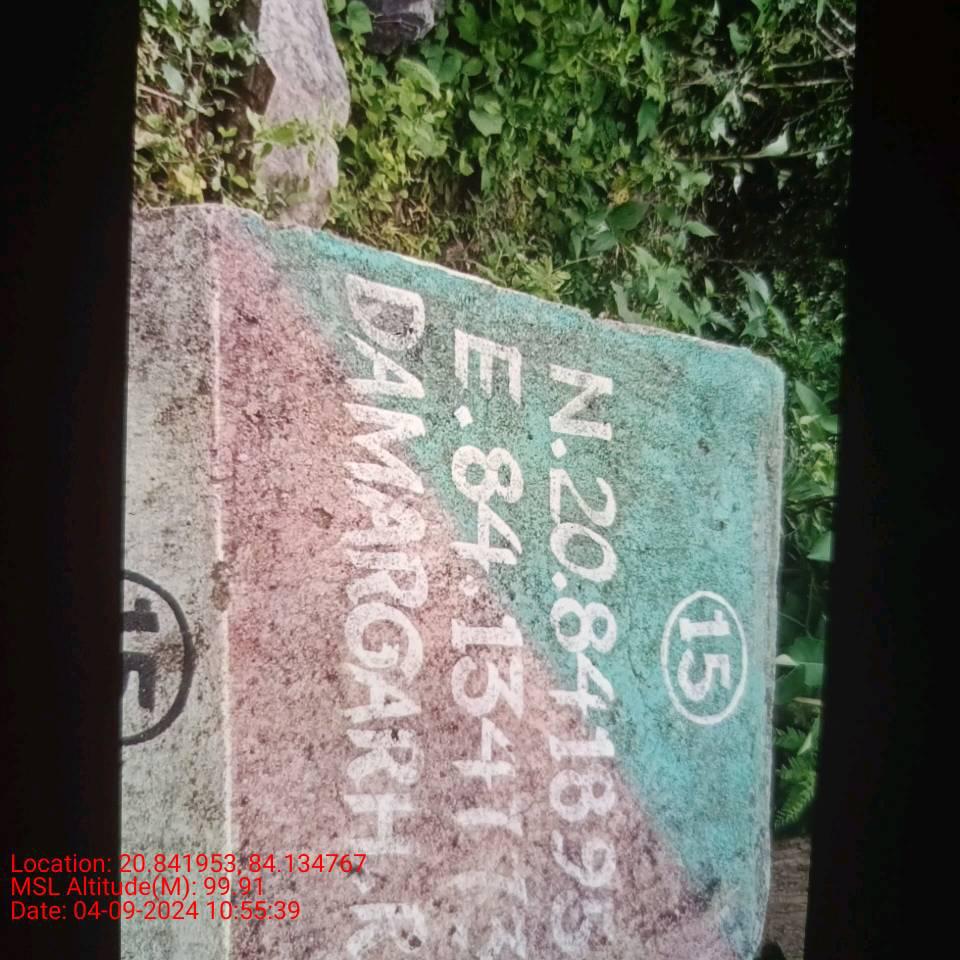 15
N.20.841895
E.84.1341
DAMARGARH.R
15
Location: 20.841953, 84.134767
MSL Altitude(M): 99.91
Date: 04-09-2024 10:55:39